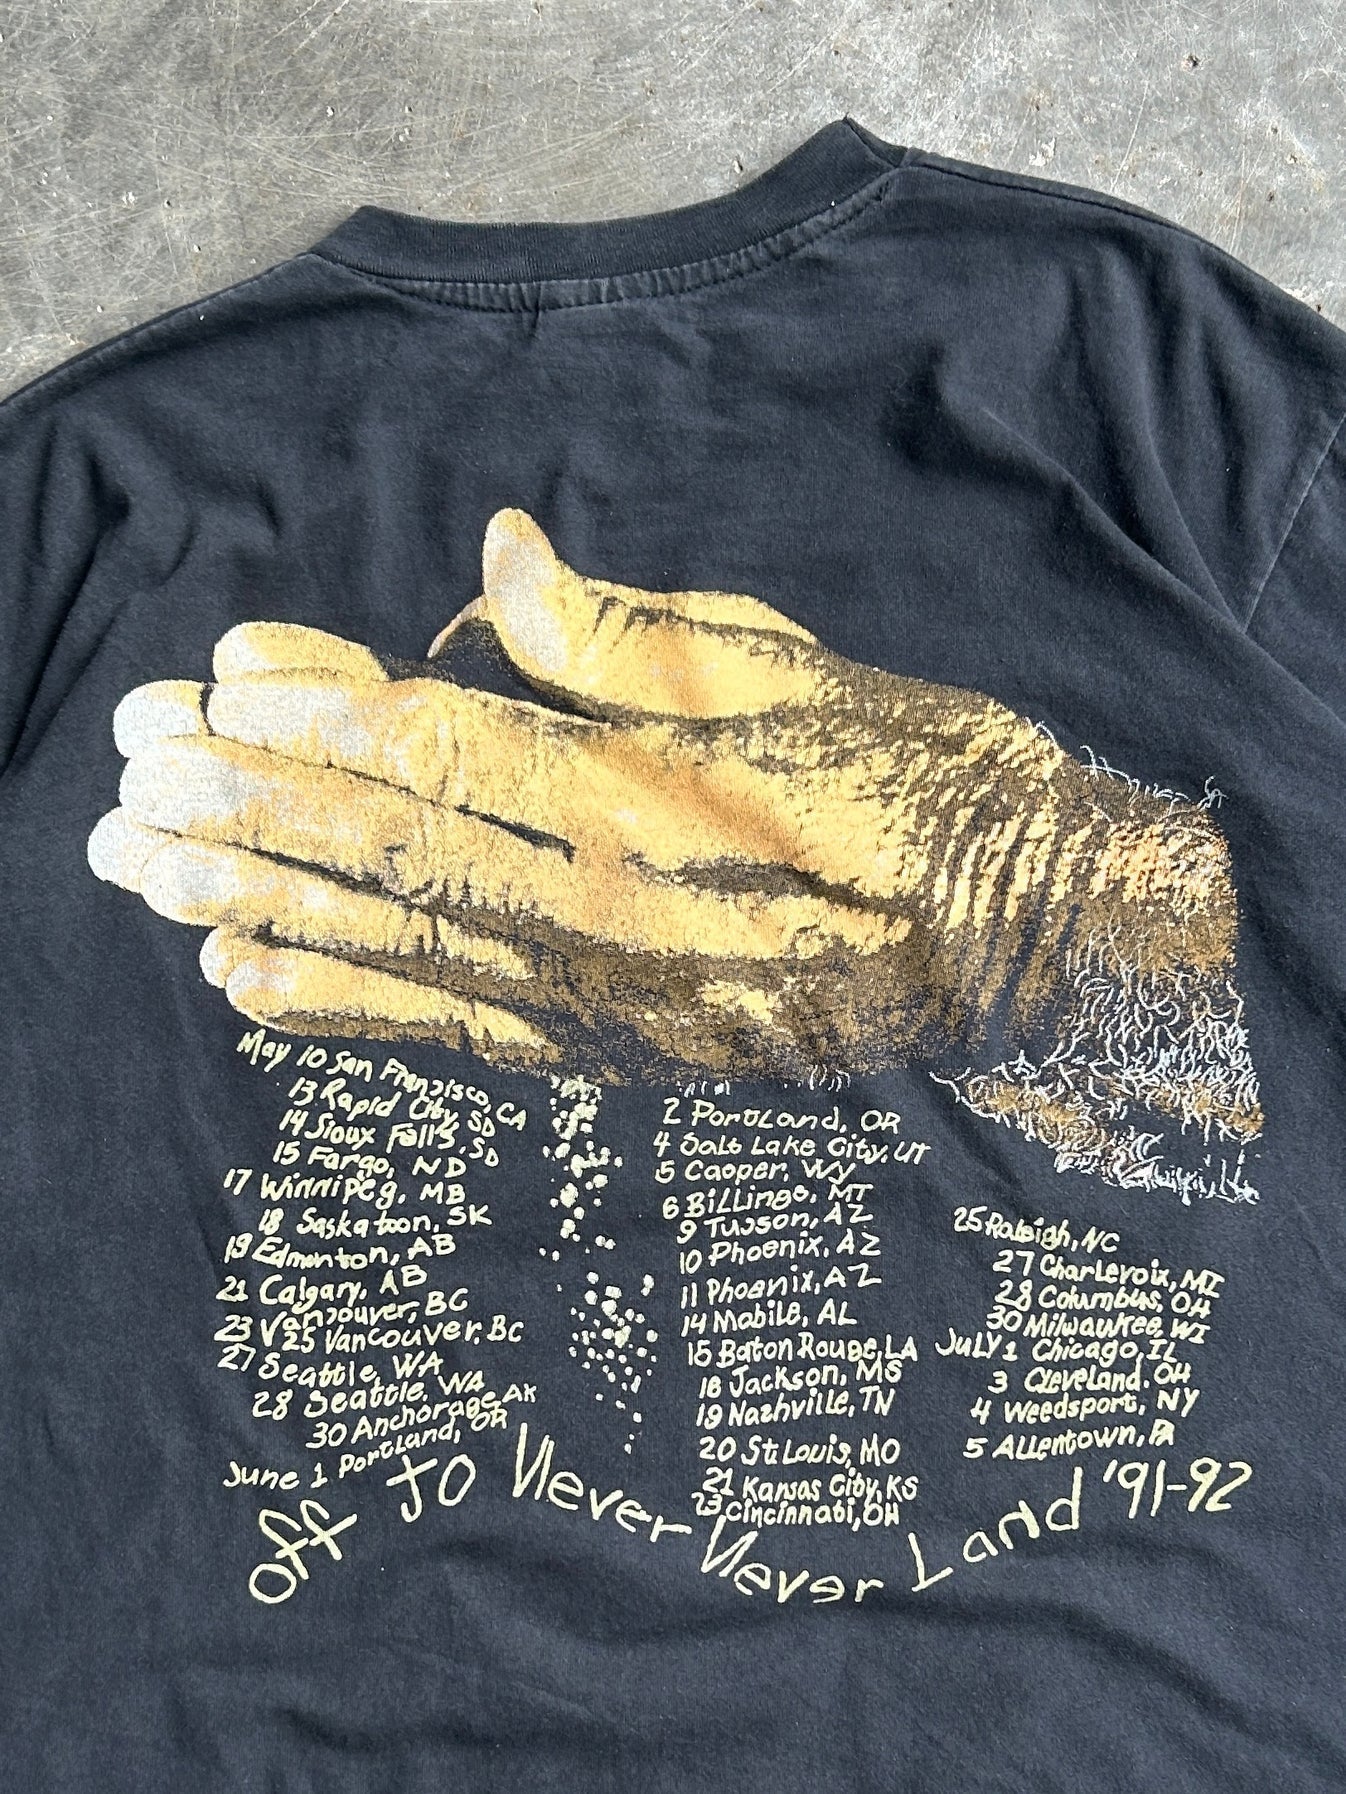 May 10 San Francisco, CA
13 Rapid City, SD
14 Sioux Falls, SD
15 Fargo, ND
17 Winnipeg, MB
18 Saskatoon, SK
19 Edmonton, AB
21 Calgary, AB
23 Vancouver, BC
25 Vancouver, BC
27 Seattle, WA
28 Seattle, WA
30 Anchorage, AK
June 1 Portland, OR
2 Portland, OR
4 Salt Lake City, UT
5 Casper, WY
6 Billings, MT
9 Tucson, AZ
10 Phoenix, AZ
11 Phoenix, AZ
14 Mobile, AL
15 Baton Rouge, LA
18 Jackson, MS
19 Nashville, TN
20 St. Louis, MO
21 Kansas City, KS
23 Cincinnati, OH
25 Raleigh, NC
27 Charlevoix, MI
28 Columbus, OH
30 Milwaukee, WI
July 1 Chicago, IL
3 Cleveland, OH
4 Weedsport, NY
5 Allentown, PA
Off To Never Never Land '91-92